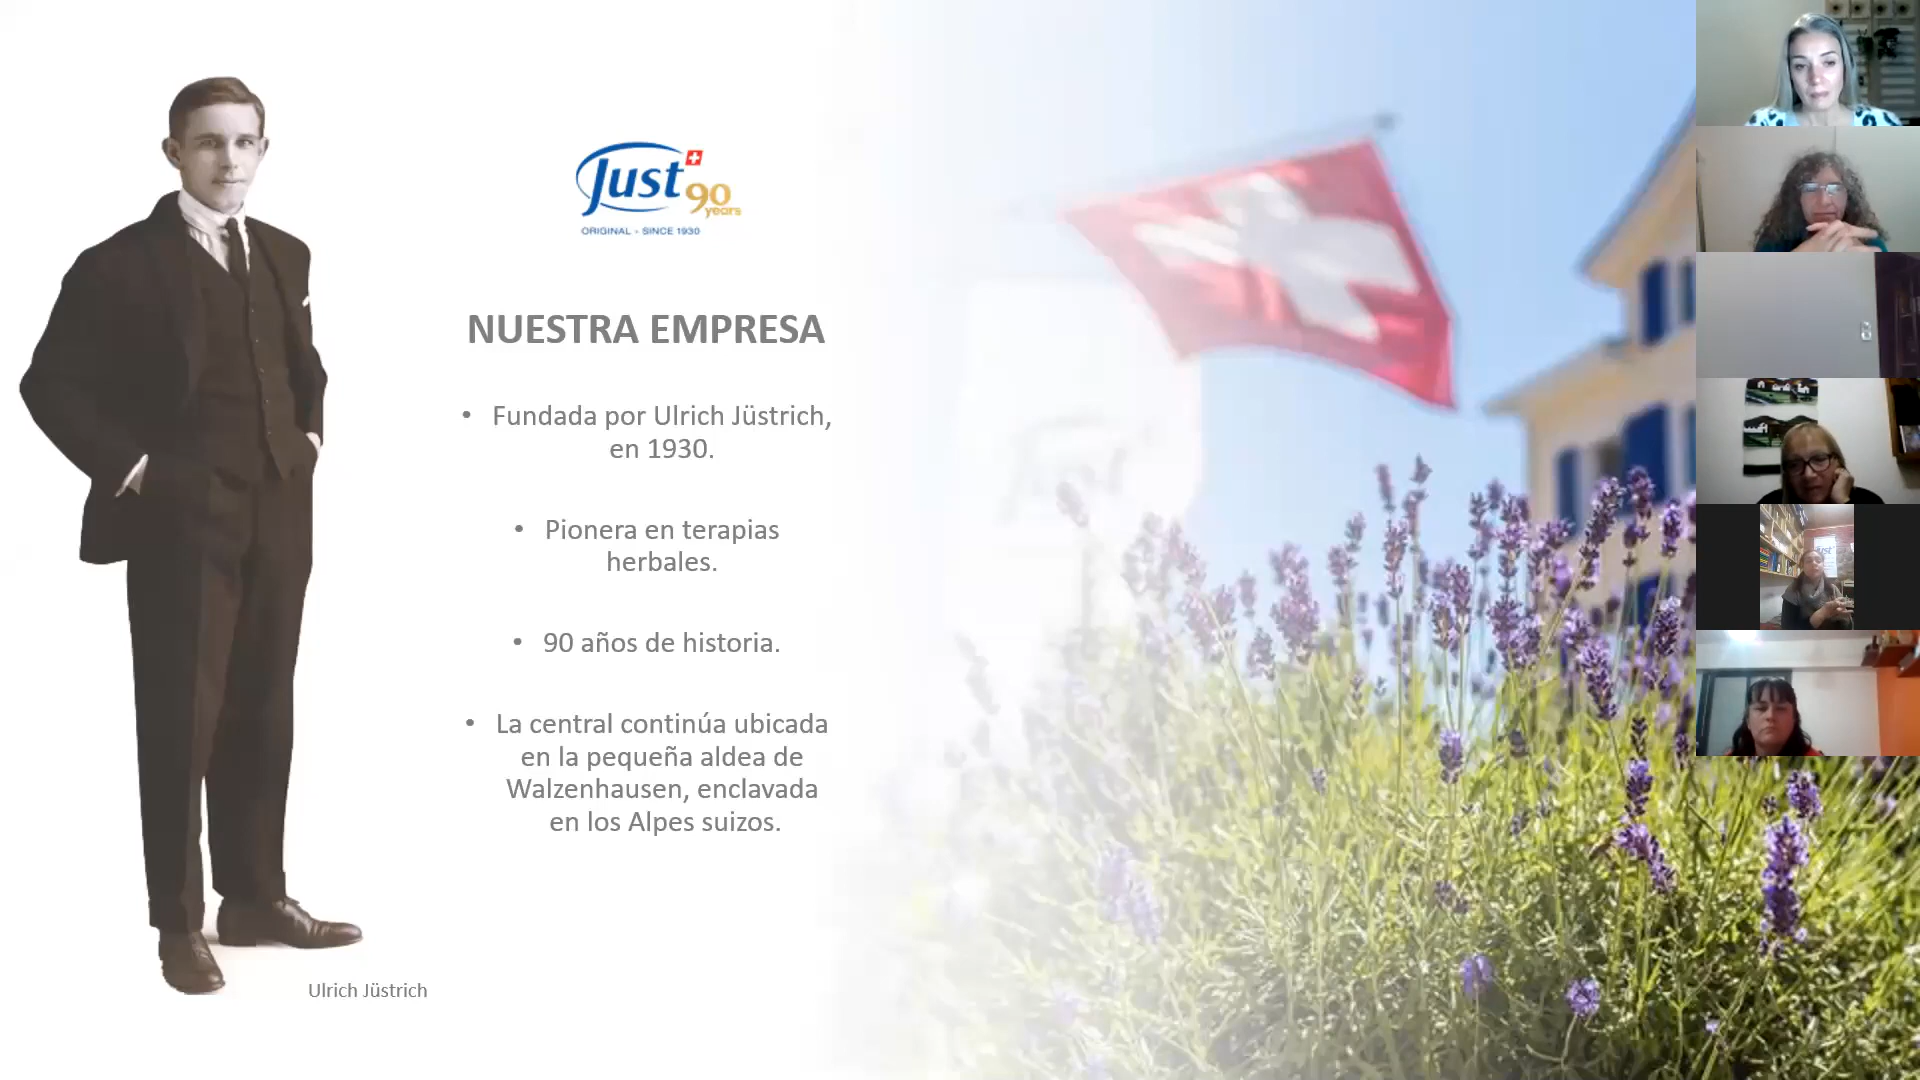 Just
90
years
ORIGINAL - SINCE 1930
NUESTRA EMPRESA
• Fundada por Ulrich Jüstrich,
en 1930.
• Pionera en terapias
herbales.
• 90 años de historia.
• La central continúa ubicada
en la pequeña aldea de
Walzenhausen, enclavada
en los Alpes suizos.
Ulrich Jüstrich
Just